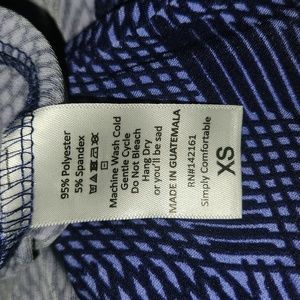 95% Polyester
5% Spandex
Machine Wash Cold
Gentle Cycle
Do Not Bleach
Hang Dry
or you'll be sad
MADE IN GUATEMALA
RN#142161
Simply Comfortable
XS